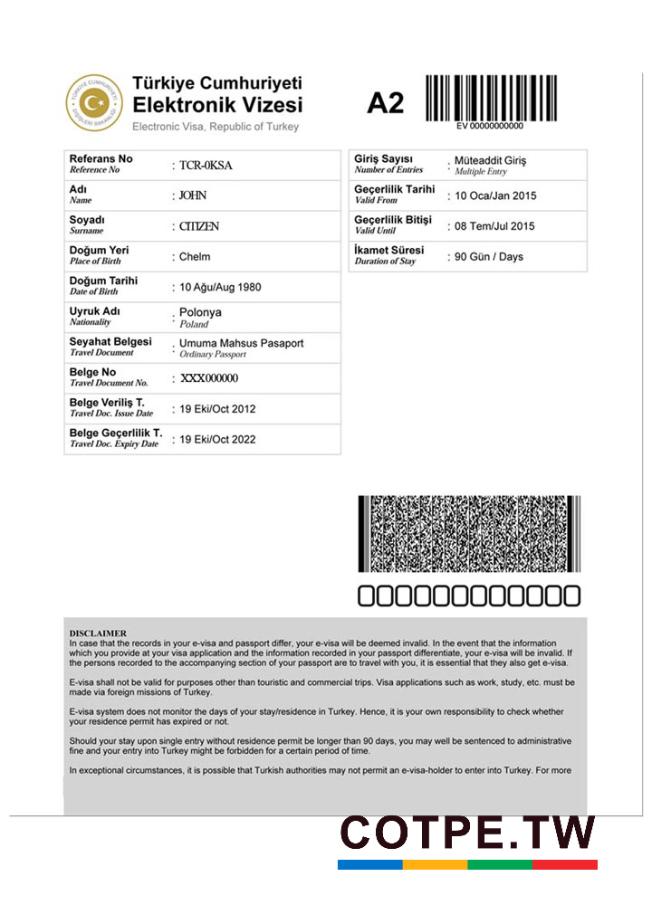 Türkiye Cumhuriyeti
Elektronik Vizesi
Electronic Visa, Republic of Turkey
A2
EV 00000000000
Referans No
Reference No
: TCR-0KSA
Adı
Name
: JOHN
Soyadı
Surname
: CITIZEN
Doğum Yeri
Place of Birth
: Chelm
Doğum Tarihi
Date of Birth
: 10 Ağu/Aug 1980
Uyruk Adı
Nationality
: Polonya
Poland
Seyahat Belgesi
Travel Document
: Umuma Mahsus Pasaport
Ordinary Passport
Belge No
Travel Document No.
: XXX000000
Belge Veriliş T.
Travel Doc. Issue Date
: 19 Eki/Oct 2012
Belge Geçerlilik T.
Travel Doc. Expiry Date
: 19 Eki/Oct 2022
Giriş Sayısı
Number of Entries
: Müteaddit Giriş
Multiple Entry
Geçerlilik Tarihi
Valid From
: 10 Oca/Jan 2015
Geçerlilik Bitişi
Valid Until
: 08 Tem/Jul 2015
İkamet Süresi
Duration of Stay
: 90 Gün / Days
000000000000
DISCLAIMER
In case that the records in your e-visa and passport differ, your e-visa will be deemed invalid. In the event that the information
which you provide at your visa application and the information recorded in your passport differentiate, your e-visa will be invalid. If
the persons recorded to the accompanying section of your passport are to travel with you, it is essential that they also get e-visa.
E-visa shall not be valid for purposes other than touristic and commercial trips. Visa applications such as work, study, etc. must be
made via foreign missions of Turkey.
E-visa system does not monitor the days of your stay/residence in Turkey. Hence, it is your own responsibility to check whether
your residence permit has expired or not.
Should your stay upon single entry without residence permit be longer than 90 days, you may well be sentenced to administrative
fine and your entry into Turkey might be forbidden for a certain period of time.
In exceptional circumstances, it is possible that Turkish authorities may not permit an e-visa-holder to enter into Turkey. For more
COTPE.TW